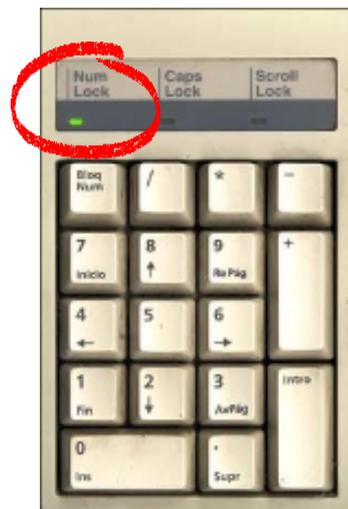 Num Lock
Caps Lock
Scroll Lock
Bloq Num
/
*
-
7 Inicio
8 ↑
9 Re Pág
+
4 ←
5
6 →
1 Fin
2 ↓
3 AvPág
Intro
0 Ins
. Supr